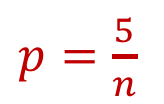 p = 5/n